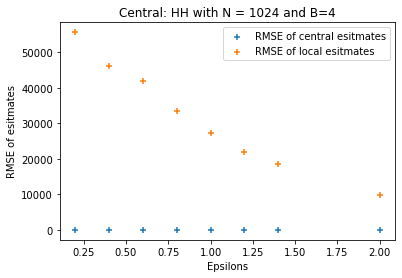 Central: HH with N = 1024 and B=4
RMSE of central esitmates
RMSE of local esitmates
RMSE of esitmates
50000
40000
30000
20000
10000
0
0.25 0.50 0.75 1.00 1.25 1.50 1.75 2.00
Epsilons